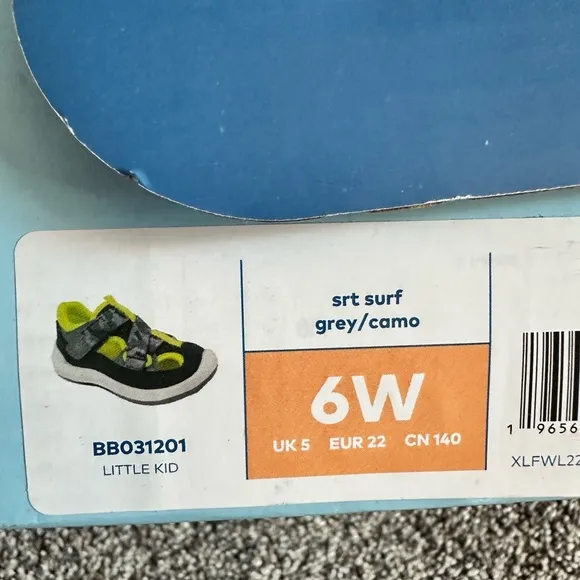 srt surf
grey/camo
6W
UK 5 EUR 22 CN 140
BB031201
LITTLE KID
1 9656
XLFWL22